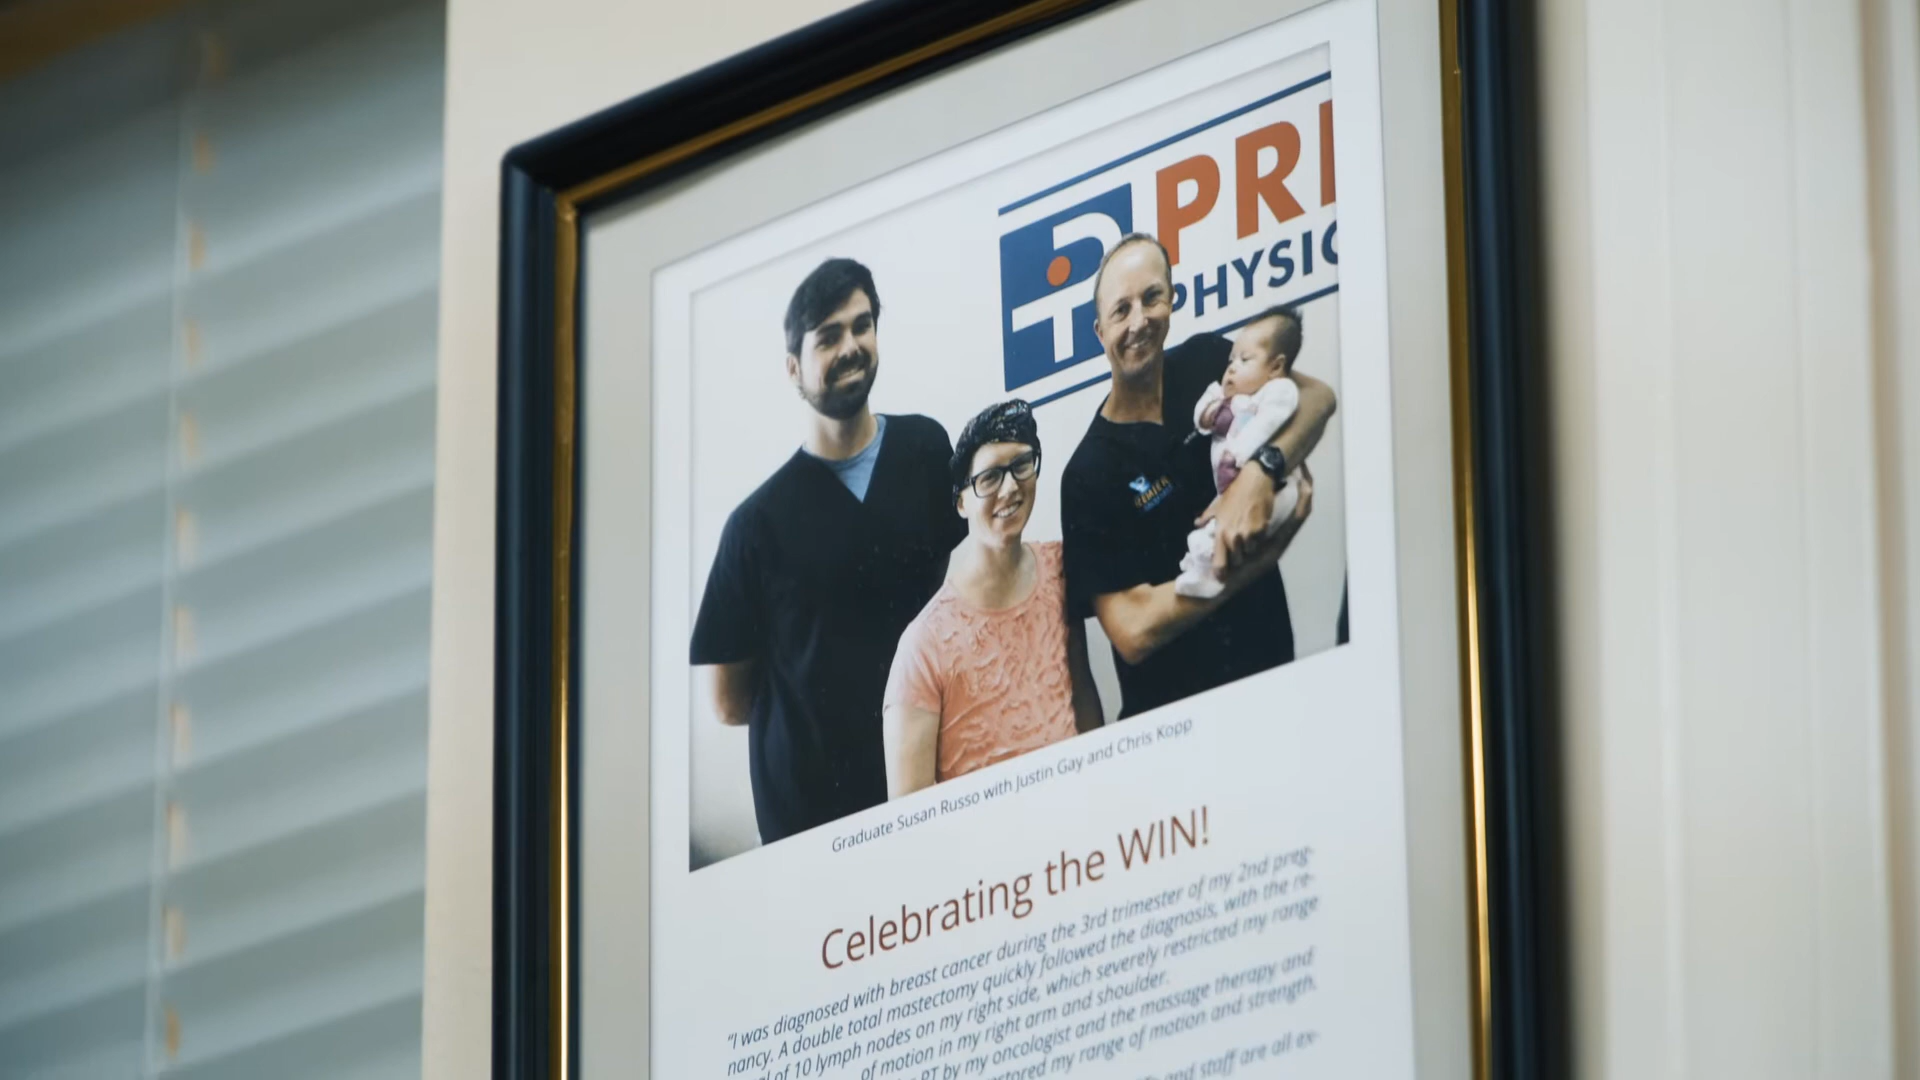 PRI
PHYSIC
PT
Graduate Susan Russo with Justin Gay and Chris Kopp
Celebrating the WIN!
"I was diagnosed with breast cancer during the 3rd trimester of my 2nd preg-
nancy. A double total mastectomy quickly followed the diagnosis, with the re-
of 10 lymph nodes on my right side, which severely restricted my range
of motion in my right arm and shoulder.
PT by my oncologist and the massage therapy and
my range of motion and strength.
and staff are all ex-